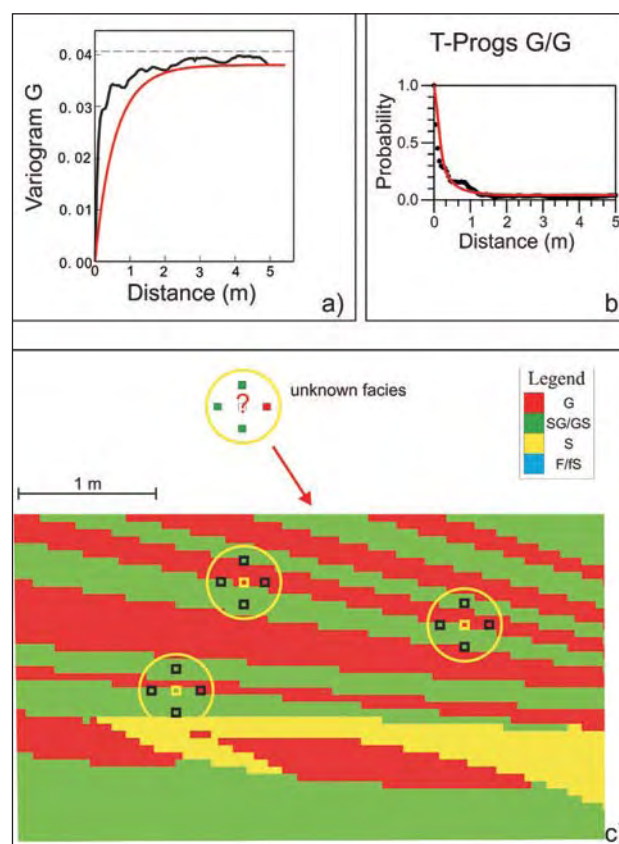 Variogram G
0.04
0.03
0.02
0.01
0.00
0 1 2 3 4 5
Distance (m)
a)
T-Progs G/G
Probability
1.0
0.5
0.0
0 1 2 3 4 5
Distance (m)
b
?
unknown facies
Legend
G
SG/GS
S
F/fS
1 m
c)